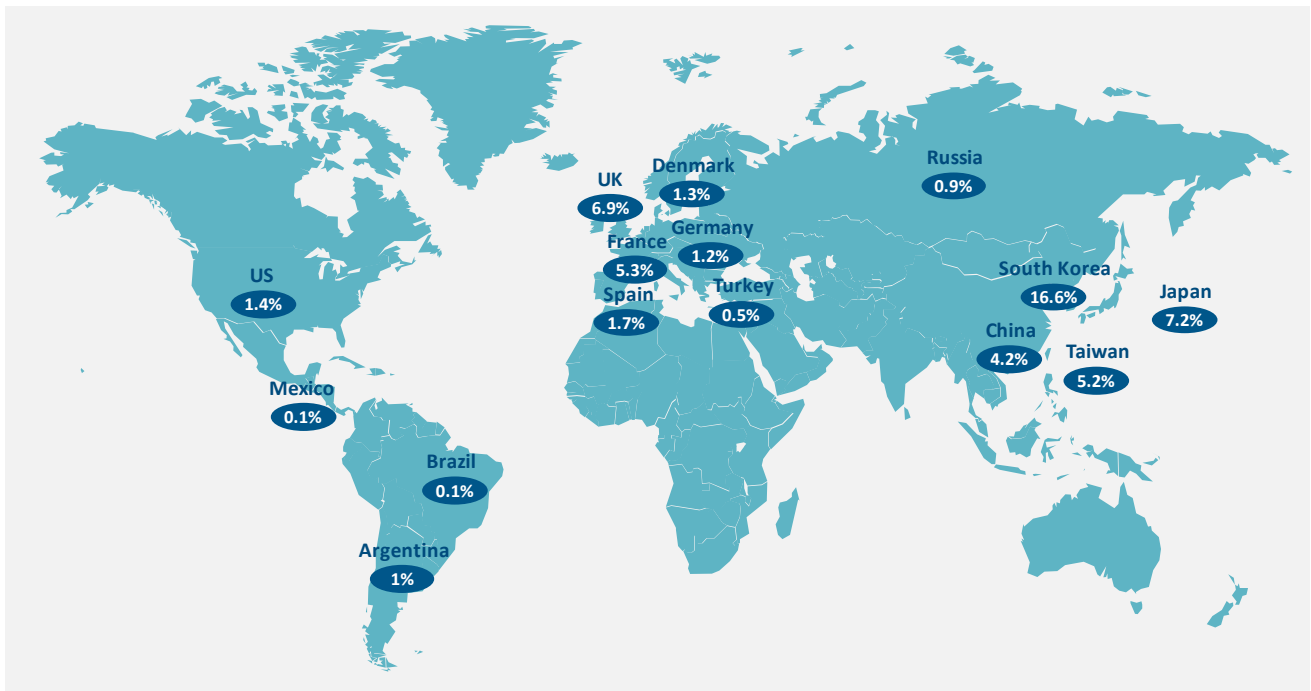 Russia
0.9%
Denmark
1.3%
UK
6.9%
Germany
1.2%
France
5.3%
Turkey
0.5%
Spain
1.7%
US
1.4%
South Korea
16.6%
Japan
7.2%
China
4.2%
Taiwan
5.2%
Mexico
0.1%
Brazil
0.1%
Argentina
1%